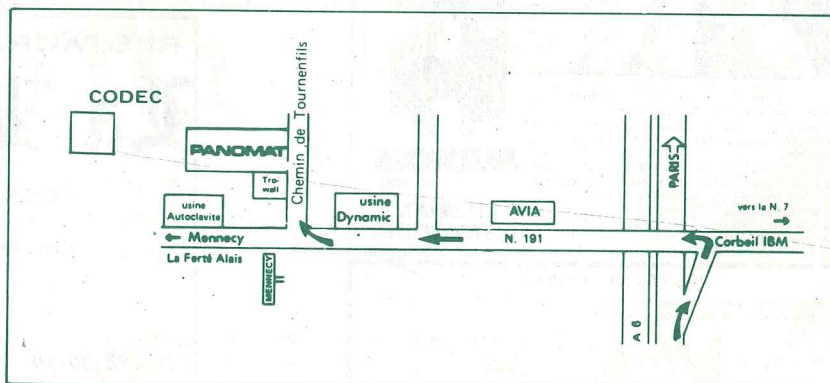 CODEC
PANOMAT
Tro-
wall
Chemin de Tournenfils
usine
Autoclavite
usine
Dynamic
AVIA
PARIS
vers la N. 7
Mennecy
N. 191
Corbeil IBM
La Ferté Alais
MENNECY
A 6